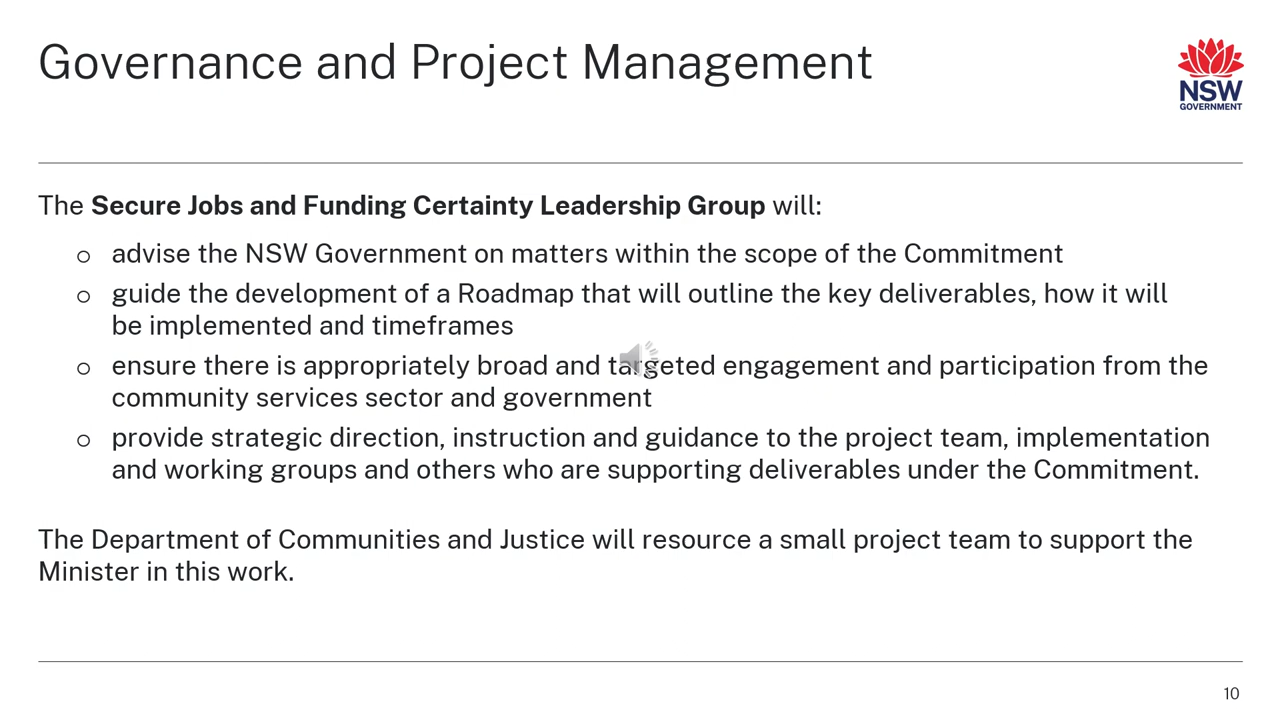 Governance and Project Management
NSW
GOVERNMENT
The Secure Jobs and Funding Certainty Leadership Group will:
o advise the NSW Government on matters within the scope of the Commitment
o guide the development of a Roadmap that will outline the key deliverables, how it will
be implemented and timeframes
o ensure there is appropriately broad and targeted engagement and participation from the
community services sector and government
o provide strategic direction, instruction and guidance to the project team, implementation
and working groups and others who are supporting deliverables under the Commitment.
The Department of Communities and Justice will resource a small project team to support the
Minister in this work.
10